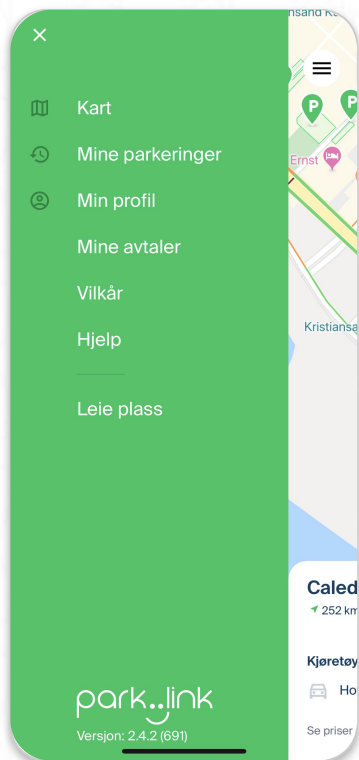 Kart
Mine parkeringer
Min profil
Mine avtaler
Vilkår
Hjelp
Leie plass
park..link
Versjon: 2.4.2 (691)
P
P
Ernst
Kristiansa
Caled
252 km
Kjøretøy
Ho
Se priser